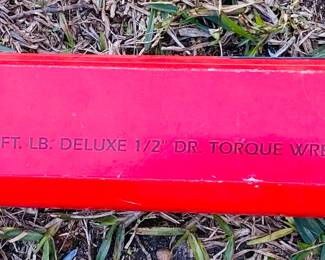 FT. LB. DELUXE 1/2" DR. TORQUE WRE